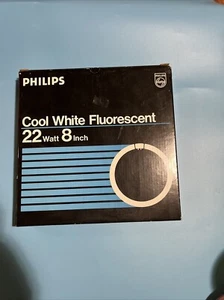 PHILIPS
Cool White Fluorescent
22 Watt 8 Inch